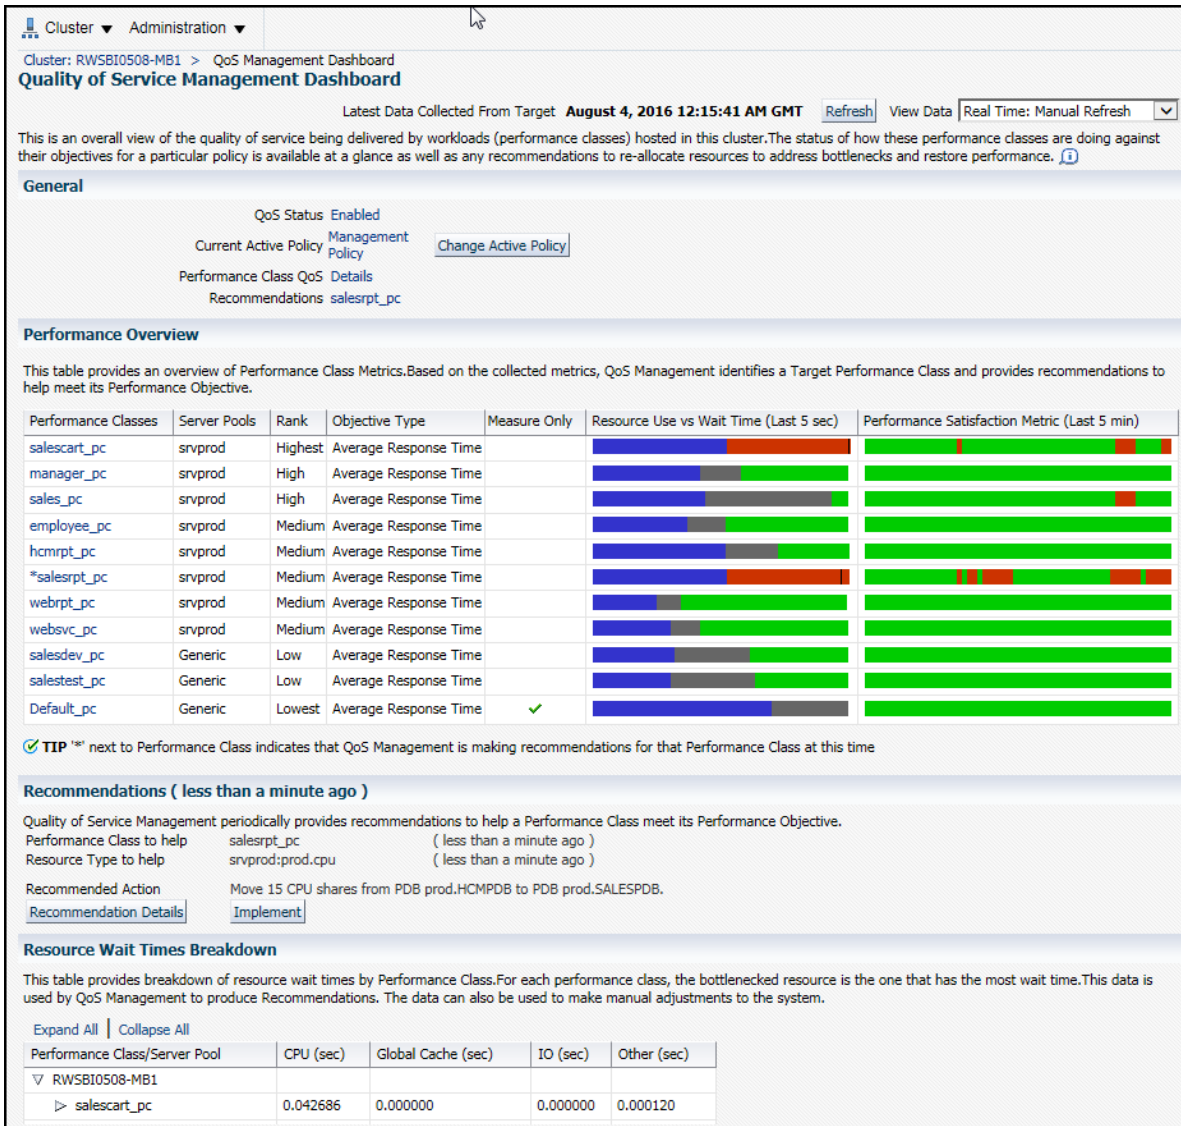 Cluster ▼ Administration ▼
Cluster: RWSBI0508-MB1 > QoS Management Dashboard
Quality of Service Management Dashboard
Latest Data Collected From Target August 4, 2016 12:15:41 AM GMT Refresh View Data Real Time: Manual Refresh
This is an overall view of the quality of service being delivered by workloads (performance classes) hosted in this cluster.The status of how these performance classes are doing against
their objectives for a particular policy is available at a glance as well as any recommendations to re-allocate resources to address bottlenecks and restore performance.
General
QoS Status Enabled
Current Active Policy Management Policy Change Active Policy
Performance Class QoS Details
Recommendations salesrpt_pc
Performance Overview
This table provides an overview of Performance Class Metrics.Based on the collected metrics, QoS Management identifies a Target Performance Class and provides recommendations to
help meet its Performance Objective.
Performance Classes Server Pools Rank Objective Type Measure Only Resource Use vs Wait Time (Last 5 sec) Performance Satisfaction Metric (Last 5 min)
salescart_pc srvprod Highest Average Response Time
manager_pc srvprod High Average Response Time
sales_pc srvprod High Average Response Time
employee_pc srvprod Medium Average Response Time
hcmrpt_pc srvprod Medium Average Response Time
*salesrpt_pc srvprod Medium Average Response Time
webrpt_pc srvprod Medium Average Response Time
websvc_pc srvprod Medium Average Response Time
salesdev_pc Generic Low Average Response Time
salestest_pc Generic Low Average Response Time
Default_pc Generic Lowest Average Response Time
TIP '*' next to Performance Class indicates that QoS Management is making recommendations for that Performance Class at this time
Recommendations ( less than a minute ago )
Quality of Service Management periodically provides recommendations to help a Performance Class meet its Performance Objective.
Performance Class to help salesrpt_pc ( less than a minute ago )
Resource Type to help srvprod:prod.cpu ( less than a minute ago )
Recommended Action Move 15 CPU shares from PDB prod.HCMPDB to PDB prod.SALESPDB.
Recommendation Details Implement
Resource Wait Times Breakdown
This table provides breakdown of resource wait times by Performance Class.For each performance class, the bottlenecked resource is the one that has the most wait time.This data is
used by QoS Management to produce Recommendations. The data can also be used to make manual adjustments to the system.
Expand All | Collapse All
Performance Class/Server Pool CPU (sec) Global Cache (sec) IO (sec) Other (sec)
RWSBI0508-MB1
salescart_pc 0.042686 0.000000 0.000000 0.000120